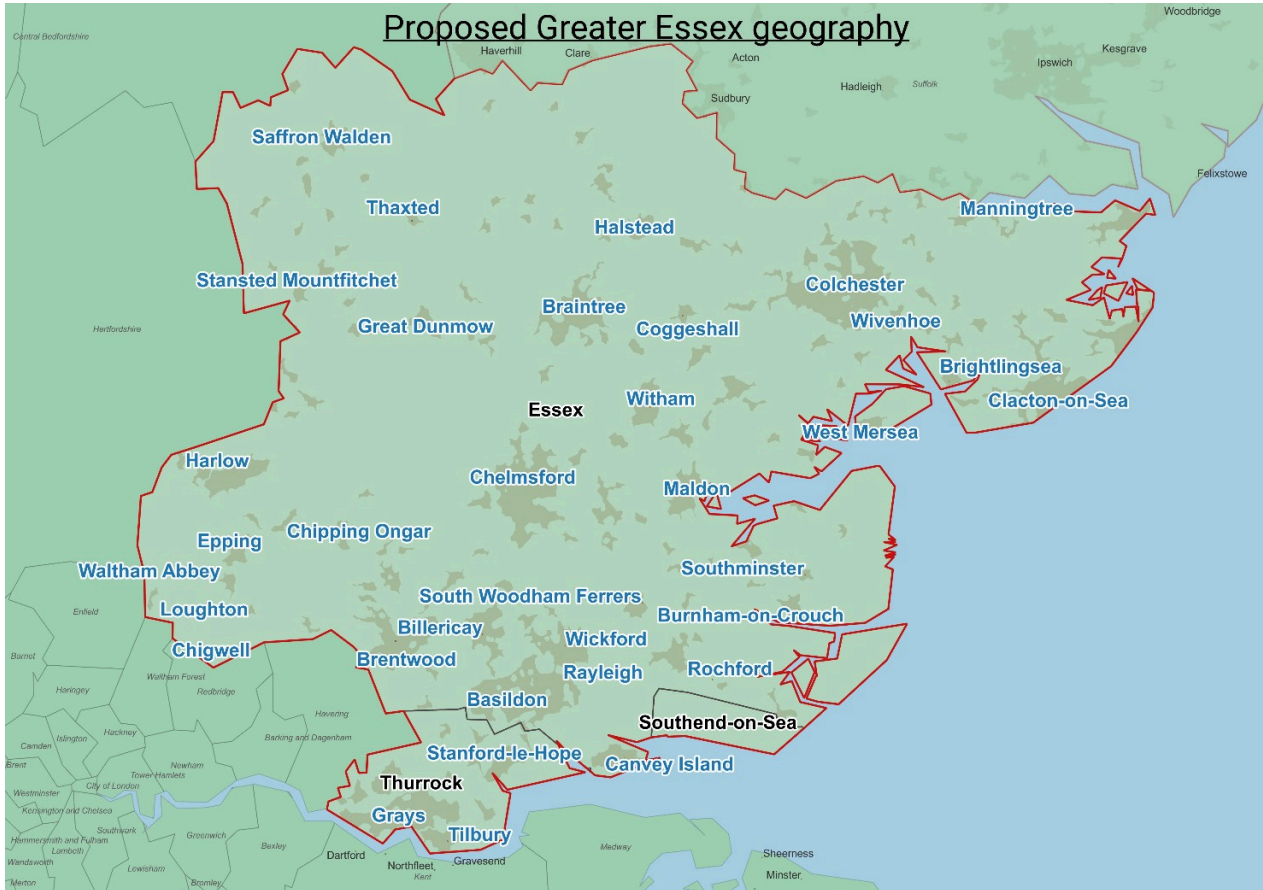 Proposed Greater Essex geography
Woodbridge
Central Bedfordshire
Haverhill
Clare
Acton
Kesgrave
Ipswich
Hadleigh
Suffolk
Sudbury
Saffron Walden
Felixstowe
Thaxted
Manningtree
Halstead
Stansted Mountfitchet
Colchester
Braintree
Wivenhoe
Hertfordshire
Great Dunmow
Coggeshall
Brightlingsea
Witham
Clacton-on-Sea
Essex
West Mersea
Harlow
Chelmsford
Maldon
Chipping Ongar
Epping
Waltham Abbey
Southminster
South Woodham Ferrers
Enfield
Loughton
Burnham-on-Crouch
Billericay
Wickford
Chigwell
Barnet
Brentwood
Rayleigh
Rochford
Waltham Forest
Haringey
Redbridge
Basildon
Havering
Southend-on-Sea
Hackney
Islington
Barking and Dagenham
Camden
Stanford-le-Hope
Canvey Island
Brent
Newham
Tower Hamlets
Thurrock
City of London
Westminster
Kensington and Chelsea
Grays
Southwark
Greenwich
Tilbury
Hammersmith and Fulham
Bexley
Medway
Lambeth
Dartford
Sheerness
Wandsworth
Gravesend
Northfleet
Lewisham
Kent
Minster
Merton
Bromley